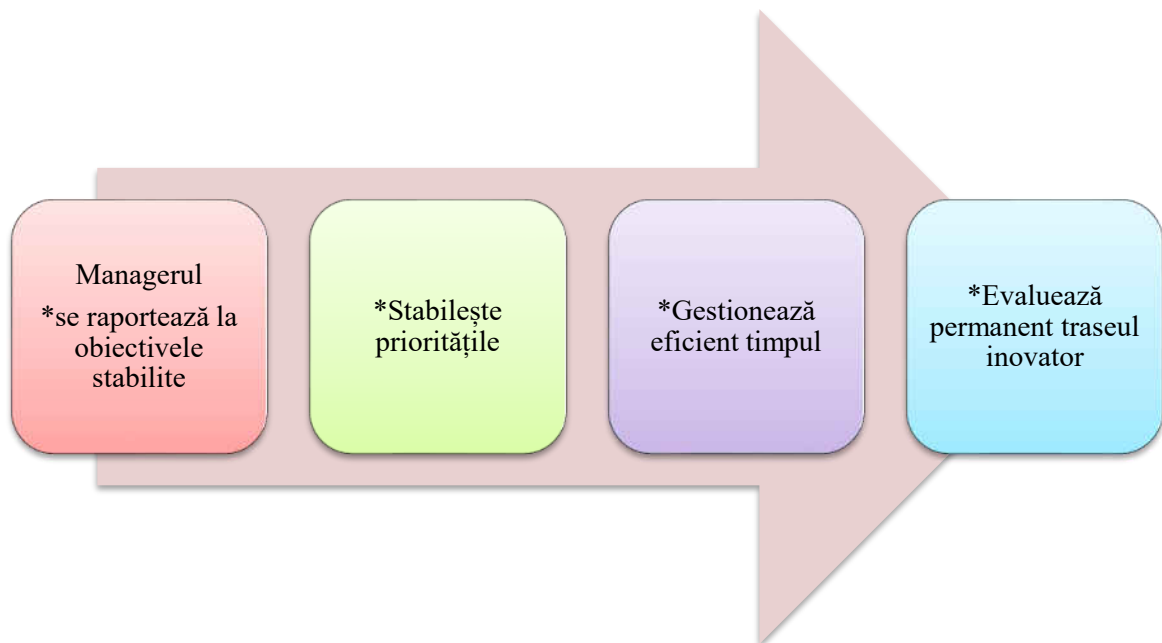 Managerul
*se raportează la
obiectivele
stabilite
*Stabilește
prioritățile
*Gestionează
eficient timpul
*Evaluează
permanent traseul
inovator